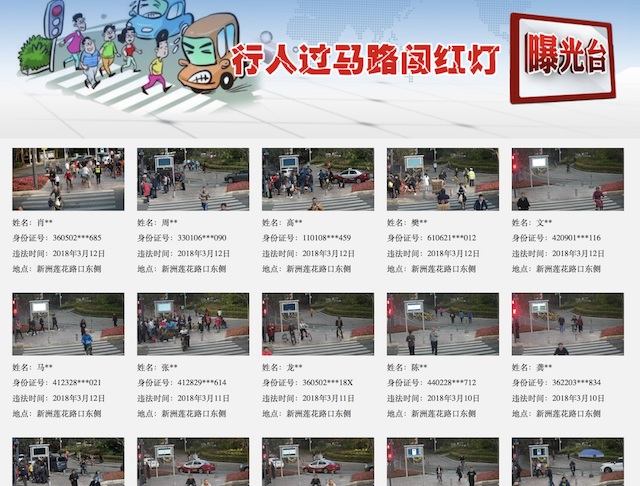 行人过马路闯红灯
曝光台
姓名：肖**
身份证号：360502***685
违法时间：2018年3月12日
地点：新洲莲花路口东侧
姓名：周**
身份证号：330106***090
违法时间：2018年3月12日
地点：新洲莲花路口东侧
姓名：高**
身份证号：110108***459
违法时间：2018年3月12日
地点：新洲莲花路口东侧
姓名：樊**
身份证号：610621***012
违法时间：2018年3月12日
地点：新洲莲花路口东侧
姓名：文**
身份证号：420901***116
违法时间：2018年3月12日
地点：新洲莲花路口东侧
姓名：马**
身份证号：412328***021
违法时间：2018年3月12日
地点：新洲莲花路口东侧
姓名：张**
身份证号：412829***614
违法时间：2018年3月11日
地点：新洲莲花路口东侧
姓名：龙**
身份证号：360502***18X
违法时间：2018年3月11日
地点：新洲莲花路口东侧
姓名：陈**
身份证号：440228***712
违法时间：2018年3月10日
地点：新洲莲花路口东侧
姓名：龚**
身份证号：362203***834
违法时间：2018年3月10日
地点：新洲莲花路口东侧